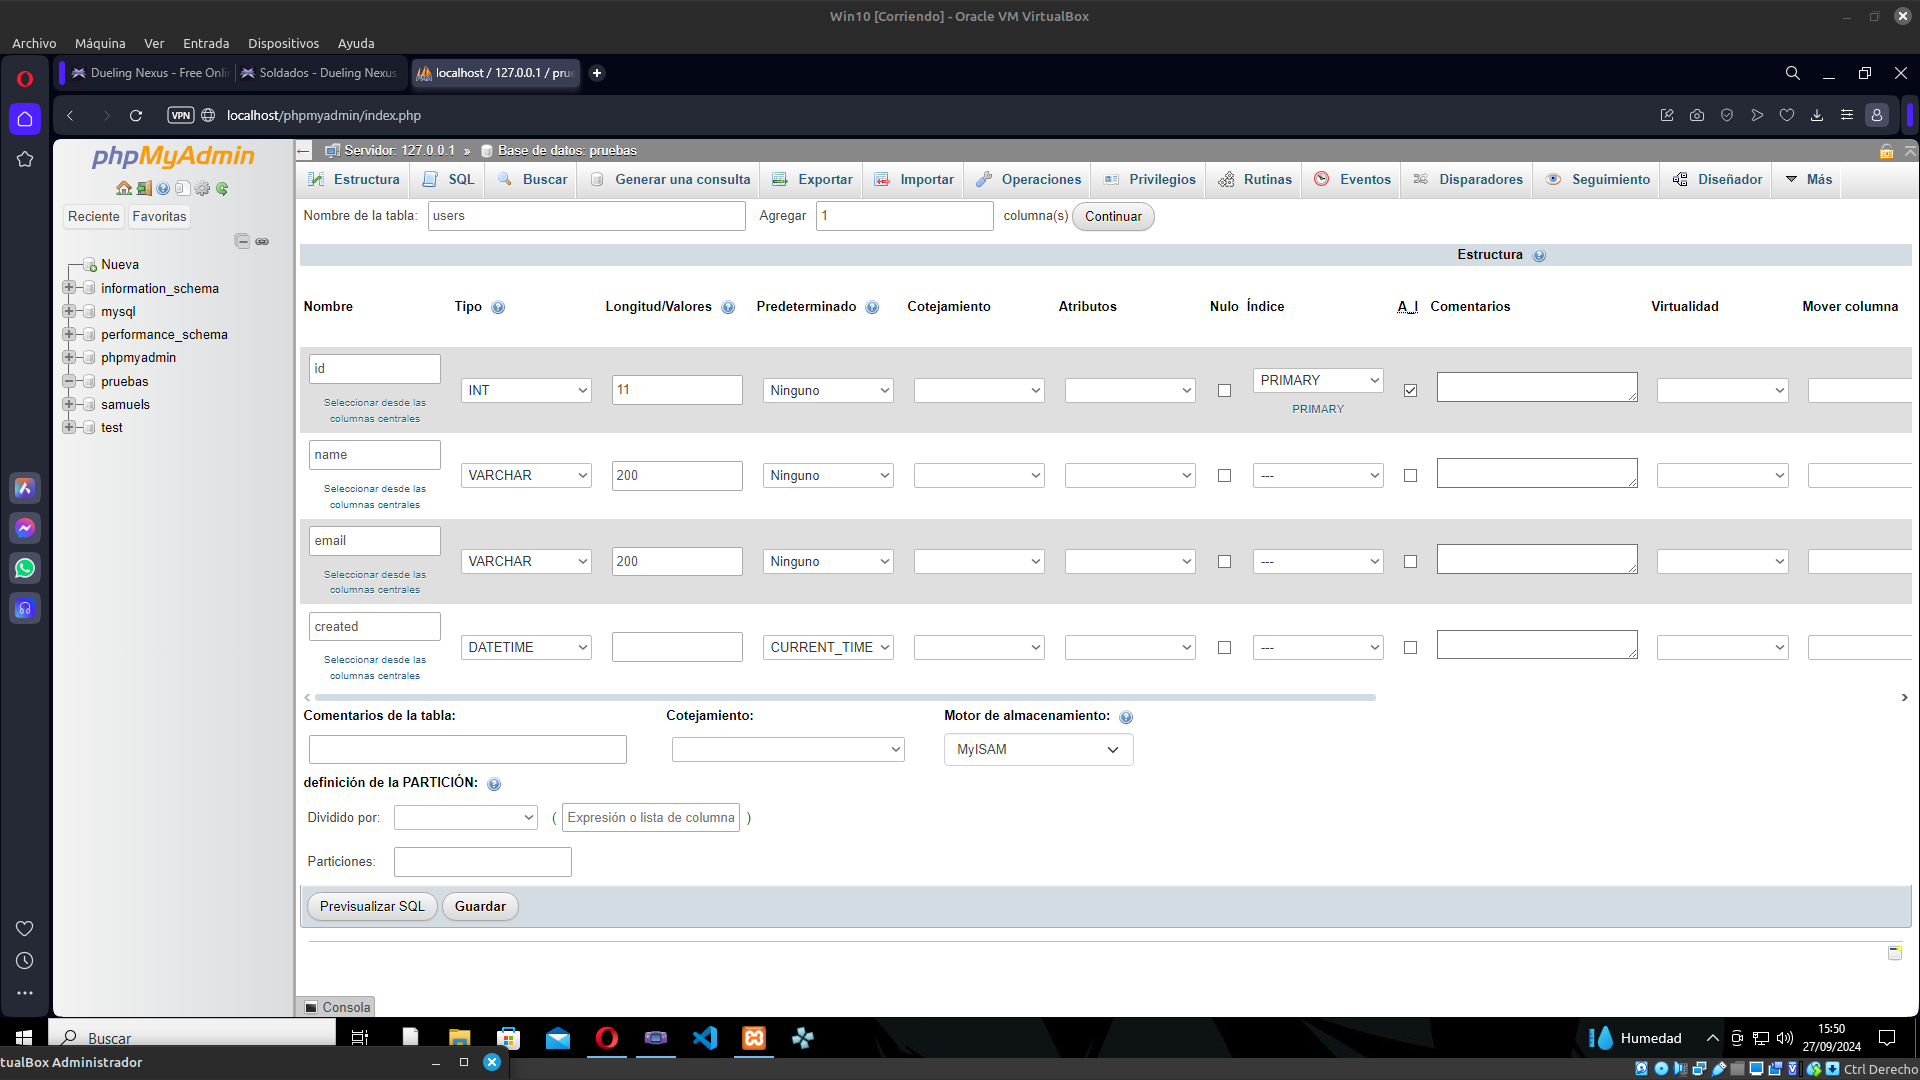 Win10 [Corriendo] - Oracle VM VirtualBox
Archivo Máquina Ver Entrada Dispositivos Ayuda
Dueling Nexus - Free Onli Soldados - Dueling Nexus localhost / 127.0.0.1 / prue
VPN localhost/phpmyadmin/index.php
phpMyAdmin
Reciente Favoritas
Nueva
information_schema
mysql
performance_schema
phpmyadmin
pruebas
samuels
test
Servidor: 127.0.0.1 » Base de datos: pruebas
Estructura SQL Buscar Generar una consulta Exportar Importar Operaciones Privilegios Rutinas Eventos Disparadores Seguimiento Diseñador Más
Nombre de la tabla: users Agregar 1 columna(s) Continuar
Estructura
Nombre Tipo Longitud/Valores Predeterminado Cotejamiento Atributos Nulo Índice A_I Comentarios Virtualidad Mover columna
id
INT 11 Ninguno PRIMARY
Seleccionar desde las columnas centrales
PRIMARY
name
VARCHAR 200 Ninguno ---
Seleccionar desde las columnas centrales
email
VARCHAR 200 Ninguno ---
Seleccionar desde las columnas centrales
created
DATETIME CURRENT_TIME ---
Seleccionar desde las columnas centrales
Comentarios de la tabla: Cotejamiento: Motor de almacenamiento:
MyISAM
definición de la PARTICIÓN:
Dividido por: ( Expresión o lista de columna )
Particiones:
Previsualizar SQL Guardar
Consola
Buscar
Humedad
15:50
27/09/2024
tualBox Administrador
Ctrl Derecho